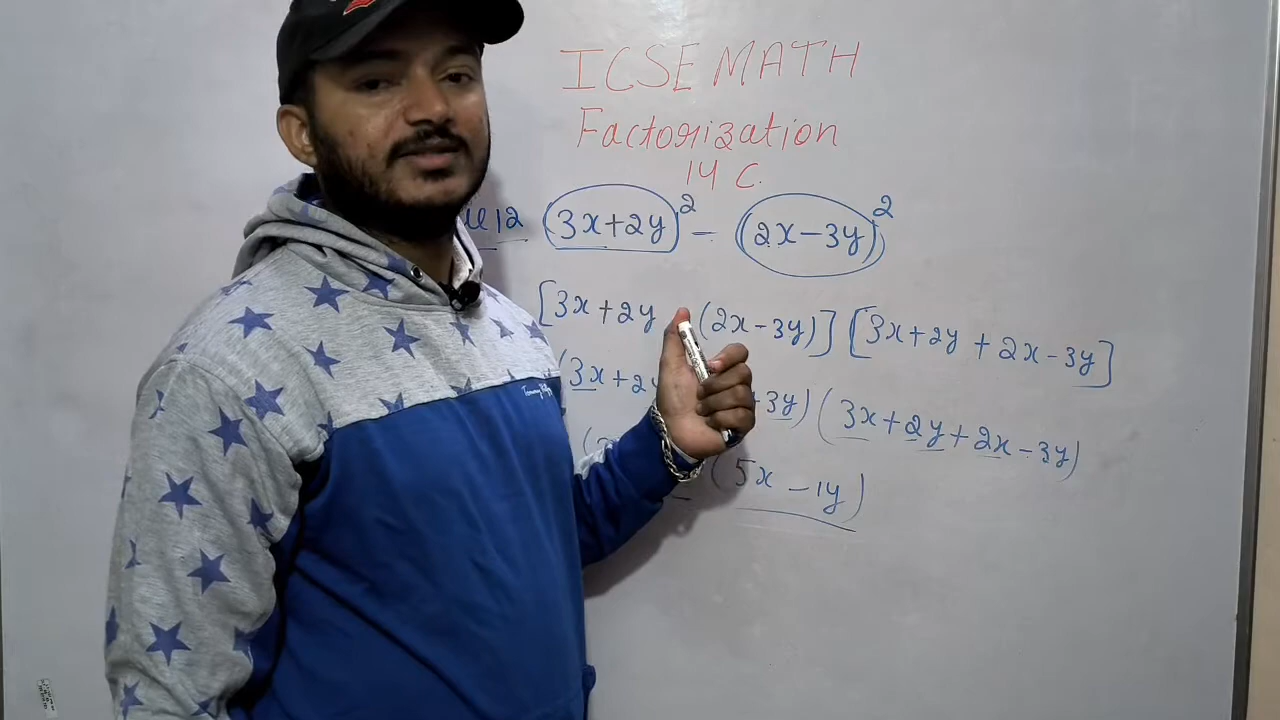 ICSE MATH
Factorization
14 C.
12 (3x+2y)² - (2x-3y)²
[3x+2y (2x-3y)] [3x+2y + 2x-3y]
(3x+2y +3y) (3x+2y+2x-3y)
(5x -1y)